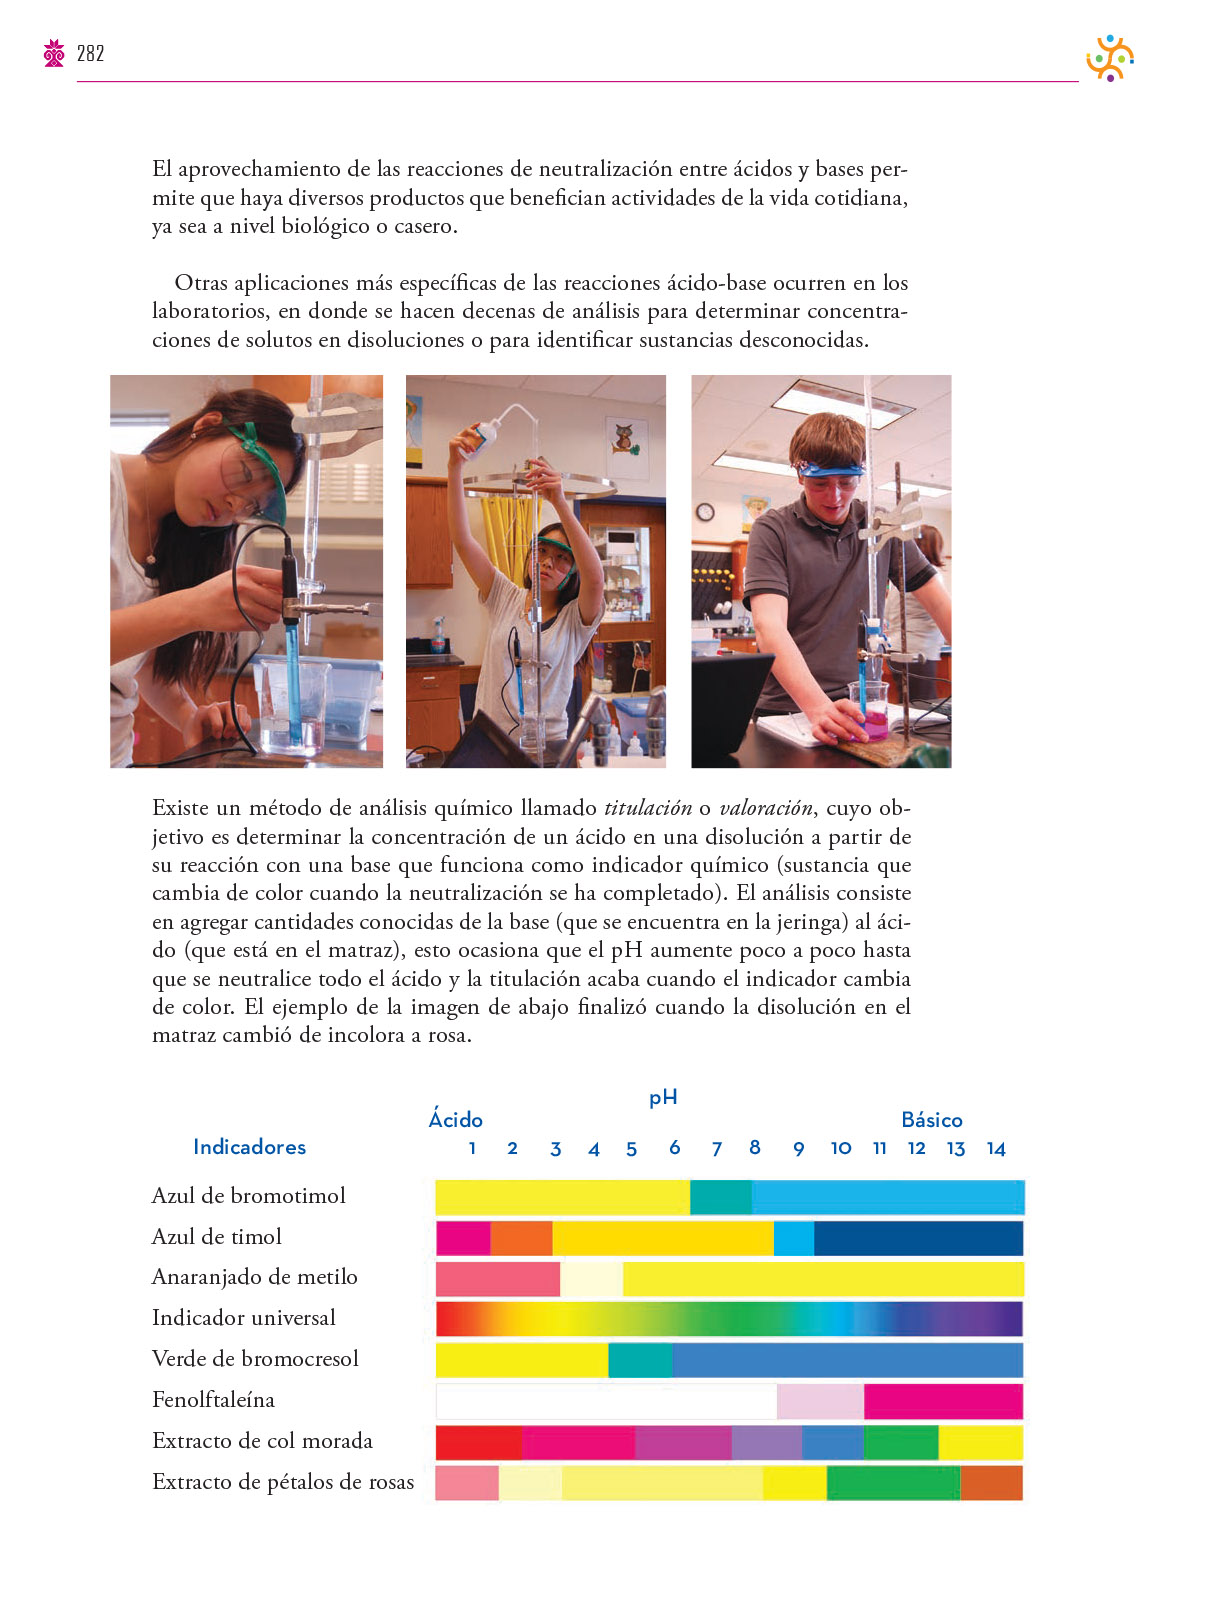 282
El aprovechamiento de las reacciones de neutralización entre ácidos y bases per-
mite que haya diversos productos que benefician actividades de la vida cotidiana,
ya sea a nivel biológico o casero.
Otras aplicaciones más específicas de las reacciones ácido-base ocurren en los
laboratorios, en donde se hacen decenas de análisis para determinar concentra-
ciones de solutos en disoluciones o para identificar sustancias desconocidas.
Existe un método de análisis químico llamado titulación o valoración, cuyo ob-
jetivo es determinar la concentración de un ácido en una disolución a partir de
su reacción con una base que funciona como indicador químico (sustancia que
cambia de color cuando la neutralización se ha completado). El análisis consiste
en agregar cantidades conocidas de la base (que se encuentra en la jeringa) al áci-
do (que está en el matraz), esto ocasiona que el pH aumente poco a poco hasta
que se neutralice todo el ácido y la titulación acaba cuando el indicador cambia
de color. El ejemplo de la imagen de abajo finalizó cuando la disolución en el
matraz cambió de incolora a rosa.
pH
Ácido Básico
Indicadores 1 2 3 4 5 6 7 8 9 10 11 12 13 14
Azul de bromotimol
Azul de timol
Anaranjado de metilo
Indicador universal
Verde de bromocresol
Fenolftaleína
Extracto de col morada
Extracto de pétalos de rosas